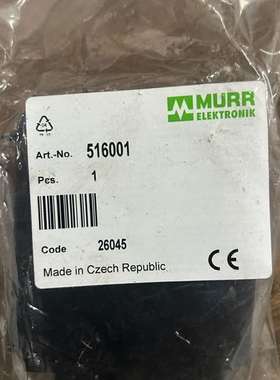 MURR
ELEKTRONIK
Art.-No. 516001
Pcs. 1
Code 26045
Made in Czech Republic CE